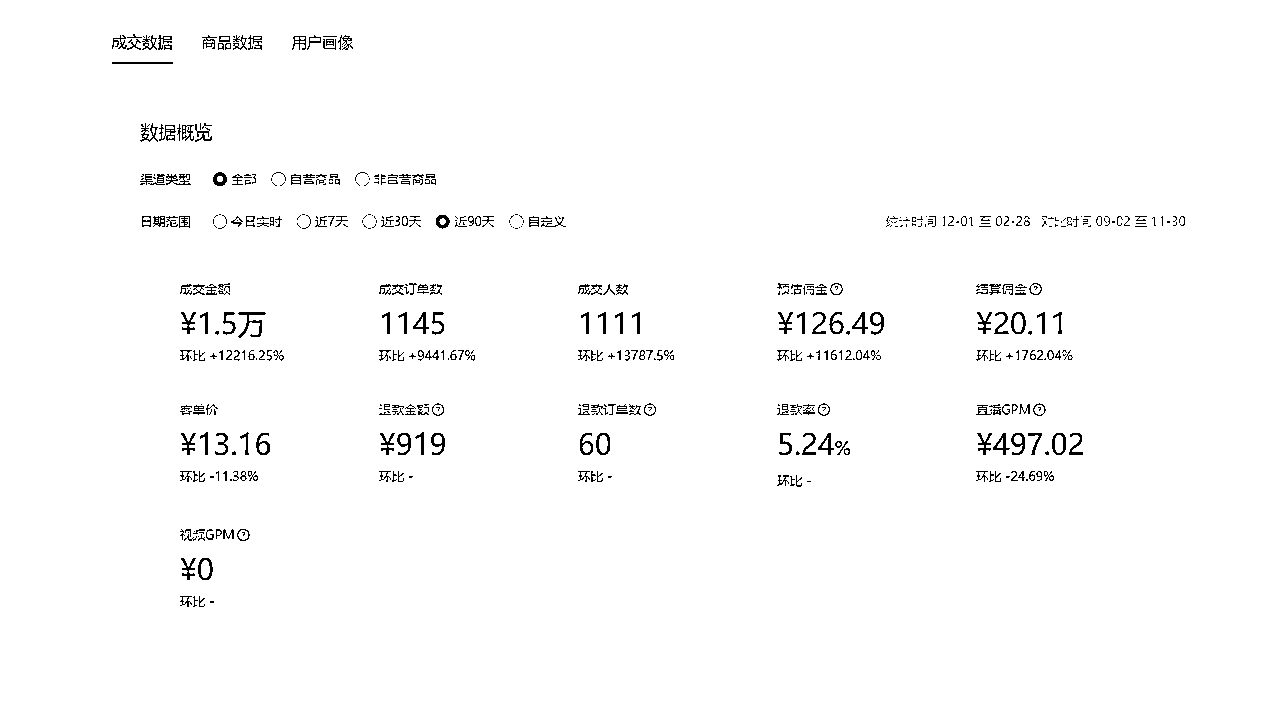 成交数据 商品数据 用户画像
数据概览
渠道类型 全部 自营商品 非自营商品
日期范围 今日实时 近7天 近30天 近90天 自定义 统计时间 12-01 至 02-28 对比时间 09-02 至 11-30
成交金额 成交订单数 成交人数 预估佣金 结算佣金
¥1.5万 1145 1111 ¥126.49 ¥20.11
环比 +12216.25% 环比 +9441.67% 环比 +13787.5% 环比 +11612.04% 环比 +1762.04%
客单价 退款金额 退款订单数 退款率 直播GPM
¥13.16 ¥919 60 5.24% ¥497.02
环比 -11.38% 环比 - 环比 - 环比 - 环比 -24.69%
视频GPM
¥0
环比 -